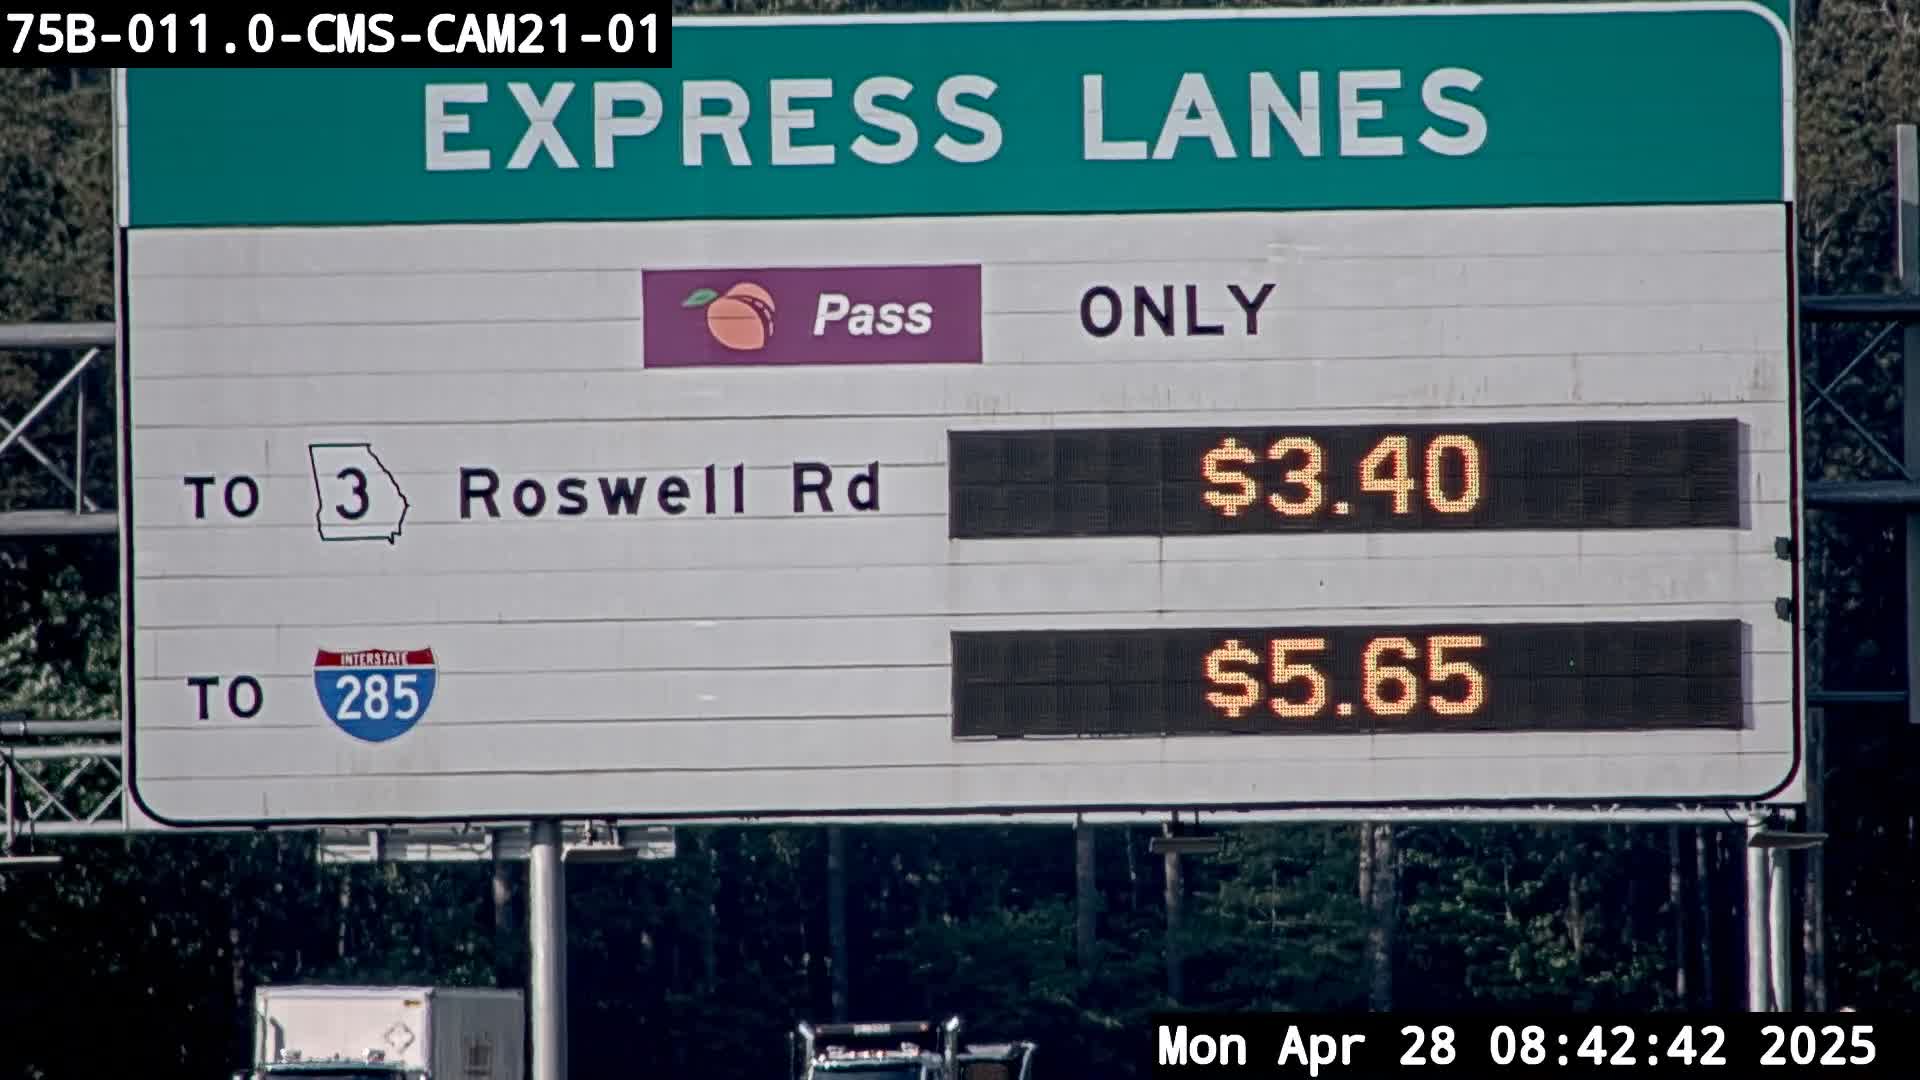 75B-011.0-CMS-CAM21-01
EXPRESS LANES
Pass ONLY
TO 3 Roswell Rd $3.40
TO INTERSTATE 285 $5.65
Mon Apr 28 08:42:42 2025